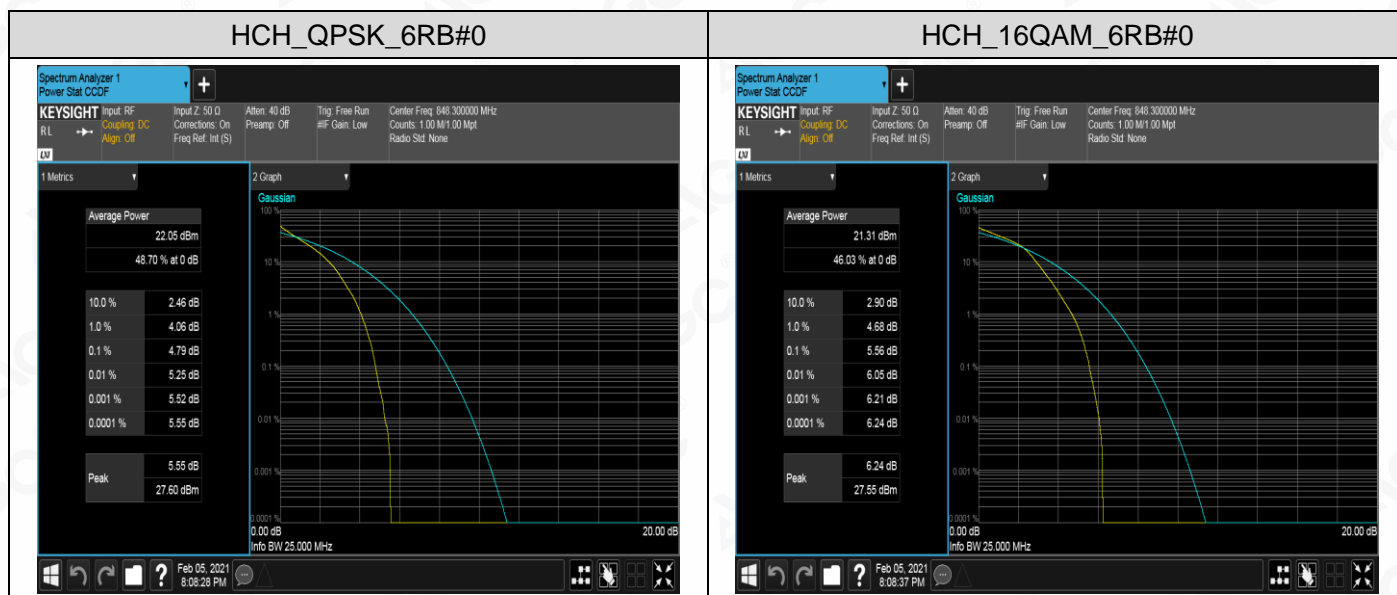 HCH_QPSK_6RB#0
Spectrum Analyzer 1
Power Stat CCDF
+
KEYSIGHT
RL
LXI
Input: RF
Coupling: DC
Align: Off
Input Z: 50 Ω
Corrections: On
Freq Ref: Int (S)
Atten: 40 dB
Preamp: Off
Trig: Free Run
#IF Gain: Low
Center Freq: 848.300000 MHz
Counts: 1.00 M/1.00 Mpt
Radio Std: None
1 Metrics
Average Power
22.05 dBm
48.70 % at 0 dB
10.0 % 2.46 dB
1.0 % 4.06 dB
0.1 % 4.79 dB
0.01 % 5.25 dB
0.001 % 5.52 dB
0.0001 % 5.55 dB
Peak
5.55 dB
27.60 dBm
2 Graph
Gaussian
100 %
10 %
1 %
0.1 %
0.01 %
0.001 %
0.0001 %
0.00 dB 20.00 dB
Info BW 25.000 MHz
?
Feb 05, 2021
8:08:28 PM
HCH_16QAM_6RB#0
Spectrum Analyzer 1
Power Stat CCDF
+
KEYSIGHT
RL
LXI
Input: RF
Coupling: DC
Align: Off
Input Z: 50 Ω
Corrections: On
Freq Ref: Int (S)
Atten: 40 dB
Preamp: Off
Trig: Free Run
#IF Gain: Low
Center Freq: 848.300000 MHz
Counts: 1.00 M/1.00 Mpt
Radio Std: None
1 Metrics
Average Power
21.31 dBm
46.03 % at 0 dB
10.0 % 2.90 dB
1.0 % 4.68 dB
0.1 % 5.56 dB
0.01 % 6.05 dB
0.001 % 6.21 dB
0.0001 % 6.24 dB
Peak
6.24 dB
27.55 dBm
2 Graph
Gaussian
100 %
10 %
1 %
0.1 %
0.01 %
0.001 %
0.0001 %
0.00 dB 20.00 dB
Info BW 25.000 MHz
?
Feb 05, 2021
8:08:37 PM